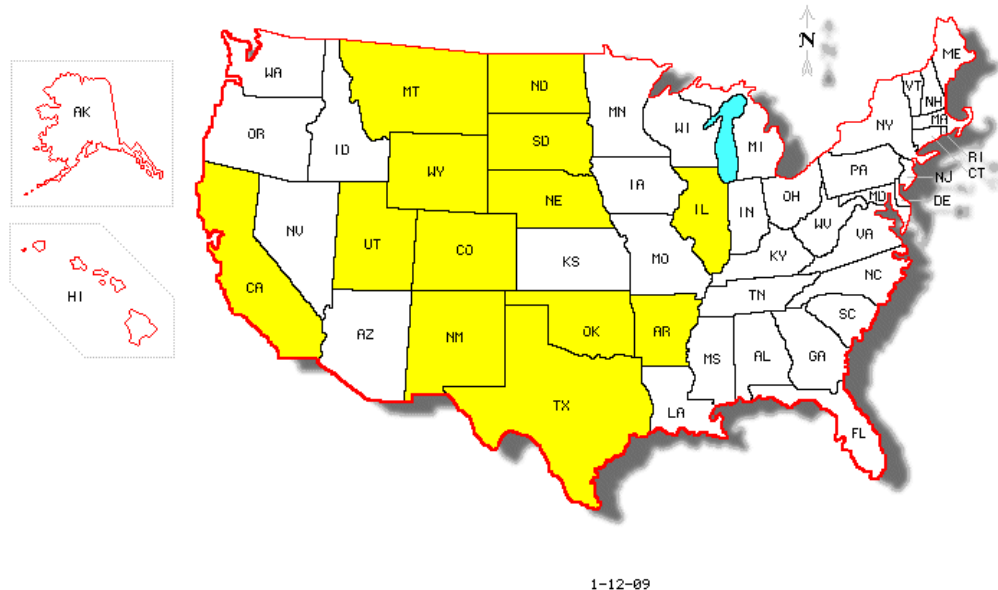 N
ME
WA
VT
MT
ND
NH
AK
MN
MA
OR
NY
WI
SD
MI
ID
RI
PA
CT
WY
NJ
IA
OH
MD
NE
DE
IL
IN
NV
WV
VA
UT
CO
KY
KS
MO
NC
CA
HI
TN
SC
OK
AR
AZ
NM
MS
AL
GA
TX
LA
FL
1-12-09